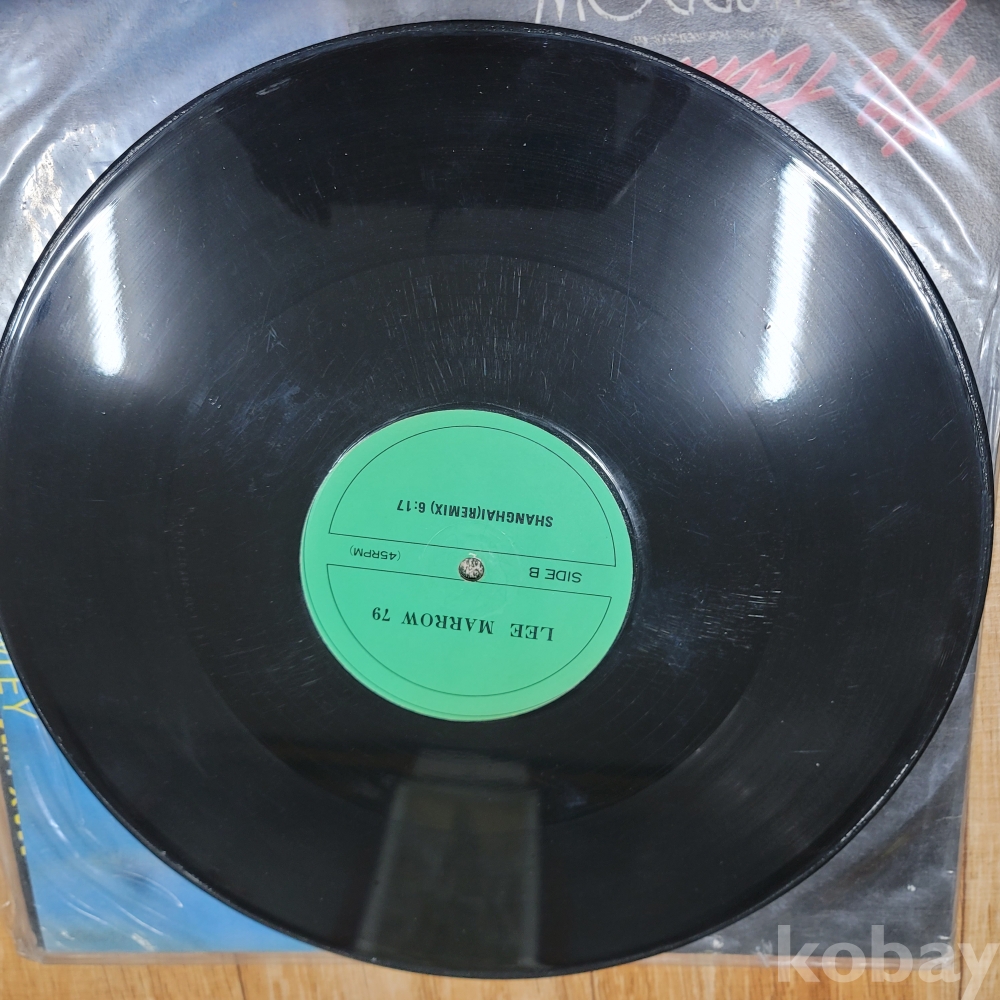 LEE MARROW 79
SIDE B
(45RPM)
SHANGHAI(REMIX) 6:17
kobay